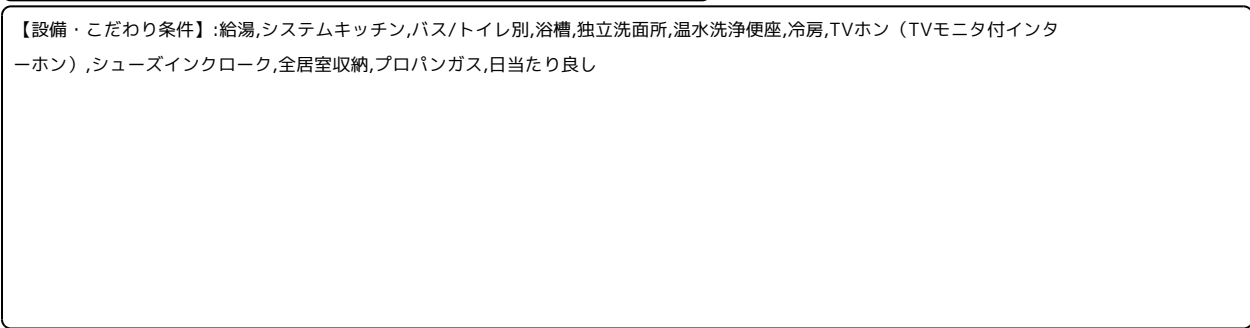 【設備・こだわり条件】:給湯,システムキッチン,バス/トイレ別,浴槽,独立洗面所,温水洗浄便座,冷房,TVホン（TVモニタ付インタ
ーホン）,シューズインクローク,全居室収納,プロパンガス,日当たり良し